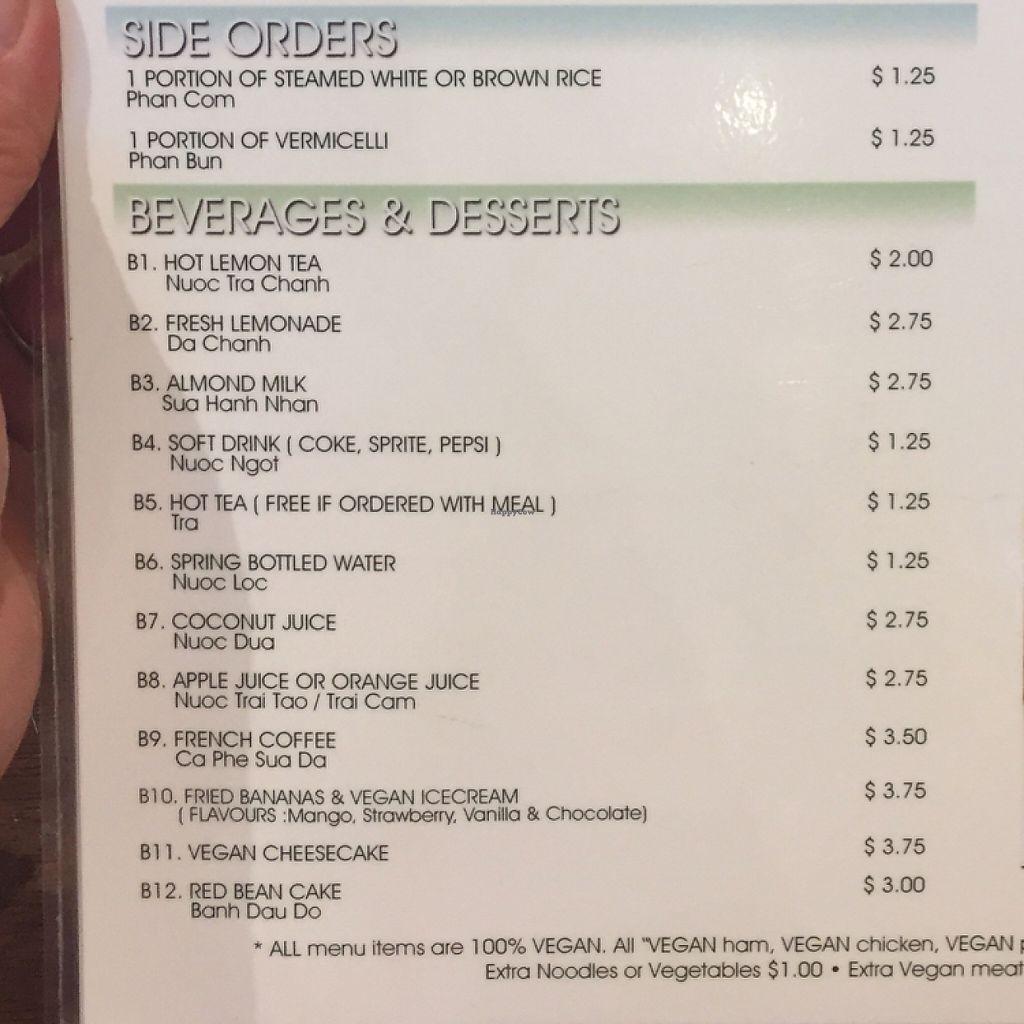 SIDE ORDERS
1 PORTION OF STEAMED WHITE OR BROWN RICE $ 1.25
Phan Com
1 PORTION OF VERMICELLI $ 1.25
Phan Bun
BEVERAGES & DESSERTS
B1. HOT LEMON TEA $ 2.00
Nuoc Tra Chanh
B2. FRESH LEMONADE $ 2.75
Da Chanh
B3. ALMOND MILK $ 2.75
Sua Hanh Nhan
B4. SOFT DRINK ( COKE, SPRITE, PEPSI ) $ 1.25
Nuoc Ngot
B5. HOT TEA ( FREE IF ORDERED WITH MEAL ) $ 1.25
happycow
Tra
B6. SPRING BOTTLED WATER $ 1.25
Nuoc Loc
B7. COCONUT JUICE $ 2.75
Nuoc Dua
B8. APPLE JUICE OR ORANGE JUICE $ 2.75
Nuoc Trai Tao / Trai Cam
B9. FRENCH COFFEE $ 3.50
Ca Phe Sua Da
B10. FRIED BANANAS & VEGAN ICECREAM $ 3.75
( FLAVOURS :Mango, Strawberry, Vanilla & Chocolate)
B11. VEGAN CHEESECAKE $ 3.75
B12. RED BEAN CAKE $ 3.00
Banh Dau Do
* ALL menu items are 100% VEGAN. All "VEGAN ham, VEGAN chicken, VEGAN
Extra Noodles or Vegetables $1.00 • Extra Vegan meat